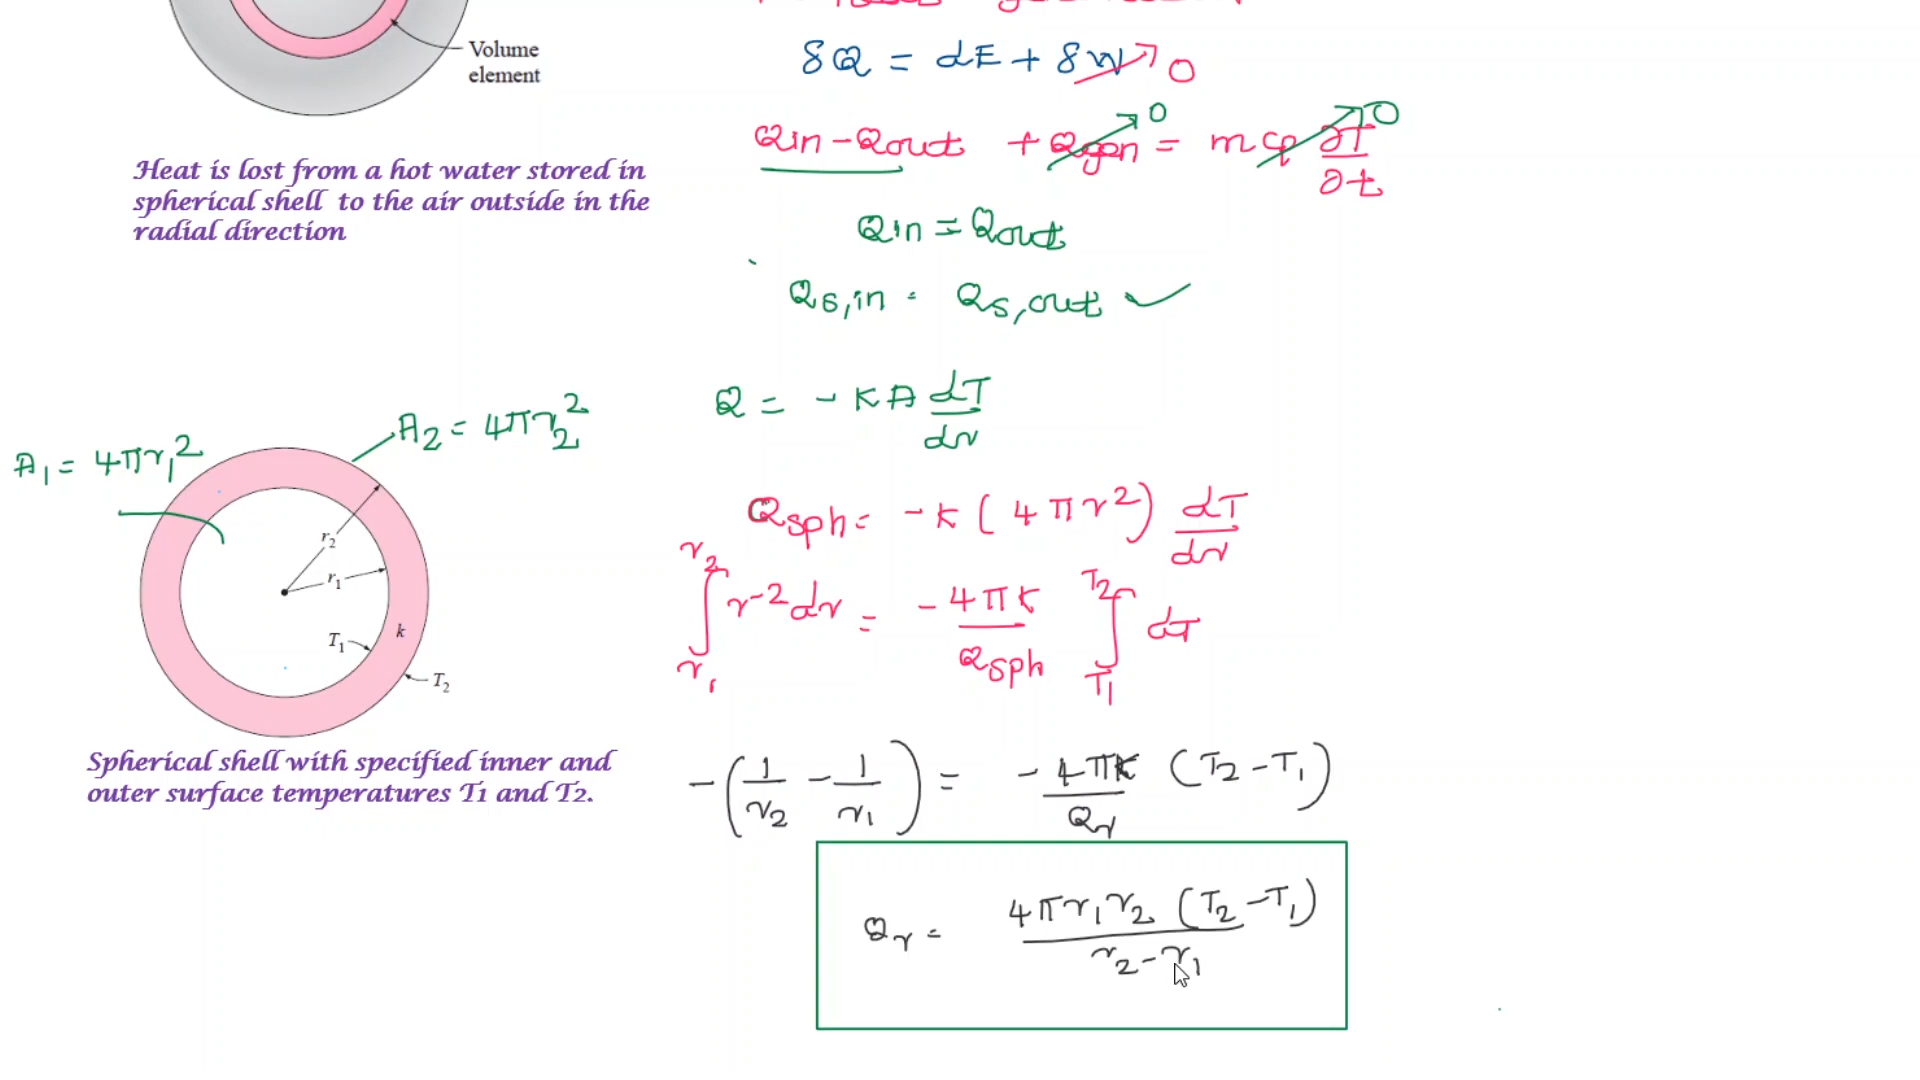 Volume
element
δQ = dE + δW 0
Qin - Qout + Qgen 0 = m cp ∂T/∂t 0
Qin = Qout
Qs,in = Qs,out ✓
Heat is lost from a hot water stored in
spherical shell to the air outside in the
radial direction
Q = - K A dT/dr
A1 = 4πr1²
A2 = 4πr2²
Qsph = - K ( 4πr² ) dT/dr
∫r1^r2 r-2 dr = - 4πK/Qsph ∫T1^T2 dT
r2
r1
k
T1
T2
Spherical shell with specified inner and
outer surface temperatures T1 and T2.
- ( 1/r2 - 1/r1 ) = - 4πK/Qr ( T2 - T1 )
Qr = 4πr1r2 ( T2 - T1 ) / r2 - r1